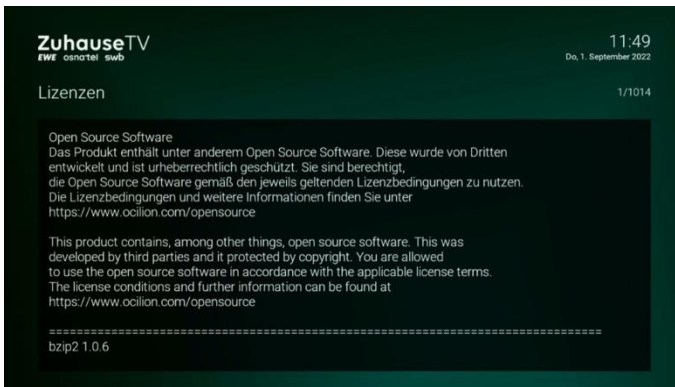 ZuhauseTV
11:49
EWE osnatel swb
Do, 1. September 2022
Lizenzen
1/1014
Open Source Software
Das Produkt enthält unter anderem Open Source Software. Diese wurde von Dritten
entwickelt und ist urheberrechtlich geschützt. Sie sind berechtigt,
die Open Source Software gemäß den jeweils geltenden Lizenzbedingungen zu nutzen.
Die Lizenzbedingungen und weitere Informationen finden Sie unter
https://www.ocilion.com/opensource
This product contains, among other things, open source software. This was
developed by third parties and it protected by copyright. You are allowed
to use the open source software in accordance with the applicable license terms.
The license conditions and further information can be found at
https://www.ocilion.com/opensource
================================================================================
bzip2 1.0.6